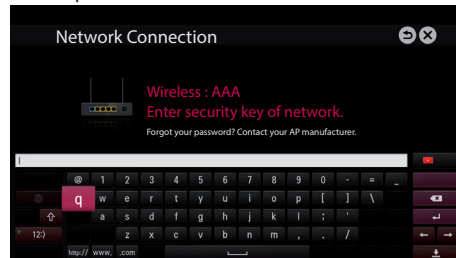 Network Connection
Wireless : AAA
Enter security key of network.
Forgot your password? Contact your AP manufacturer.
@ 1 2 3 4 5 6 7 8 9 0 - = _
q w e r t y u i o p [ ] \
a s d f g h j k l ; '
12:) z x c v b n m , . /
http:// www. .com